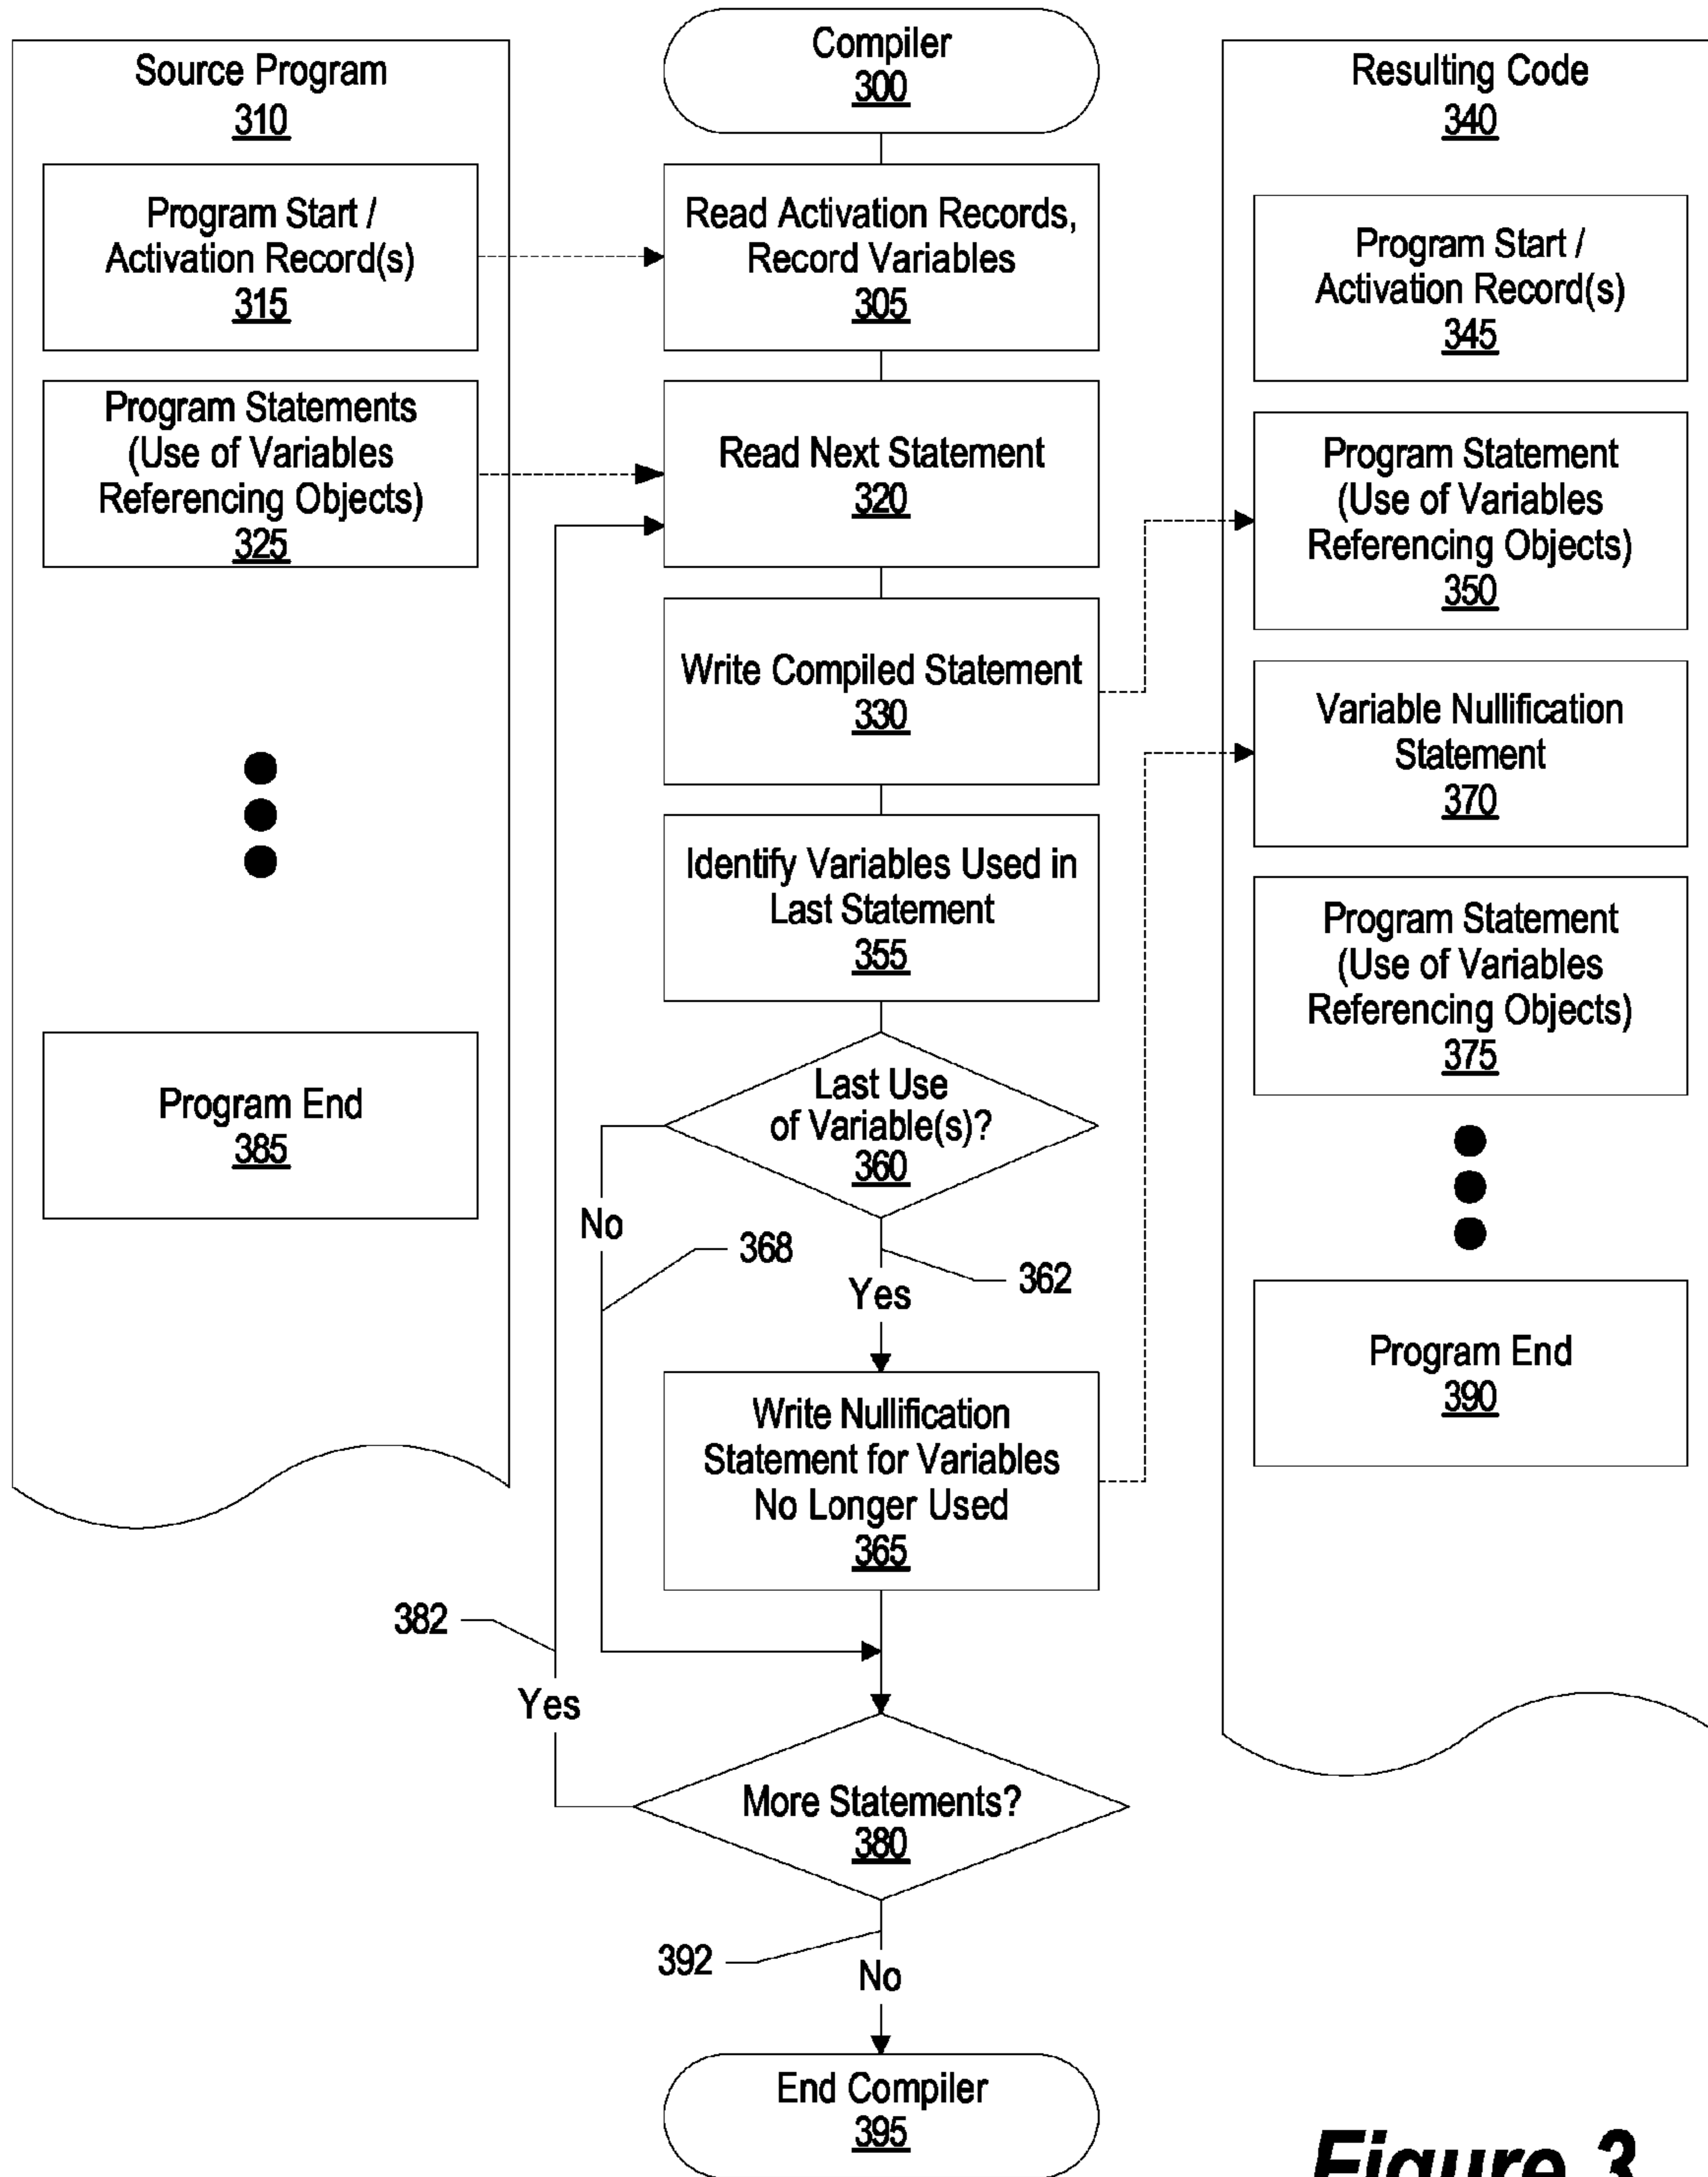 Source Program
310
Program Start /
Activation Record(s)
315
Program Statements
(Use of Variables
Referencing Objects)
325
Program End
385
Compiler
300
Read Activation Records,
Record Variables
305
Read Next Statement
320
Write Compiled Statement
330
Identify Variables Used in
Last Statement
355
Last Use
of Variable(s)?
360
No
368
362
Yes
Write Nullification
Statement for Variables
No Longer Used
365
382
Yes
More Statements?
380
392
No
End Compiler
395
Resulting Code
340
Program Start /
Activation Record(s)
345
Program Statement
(Use of Variables
Referencing Objects)
350
Variable Nullification
Statement
370
Program Statement
(Use of Variables
Referencing Objects)
375
Program End
390
Figure 3